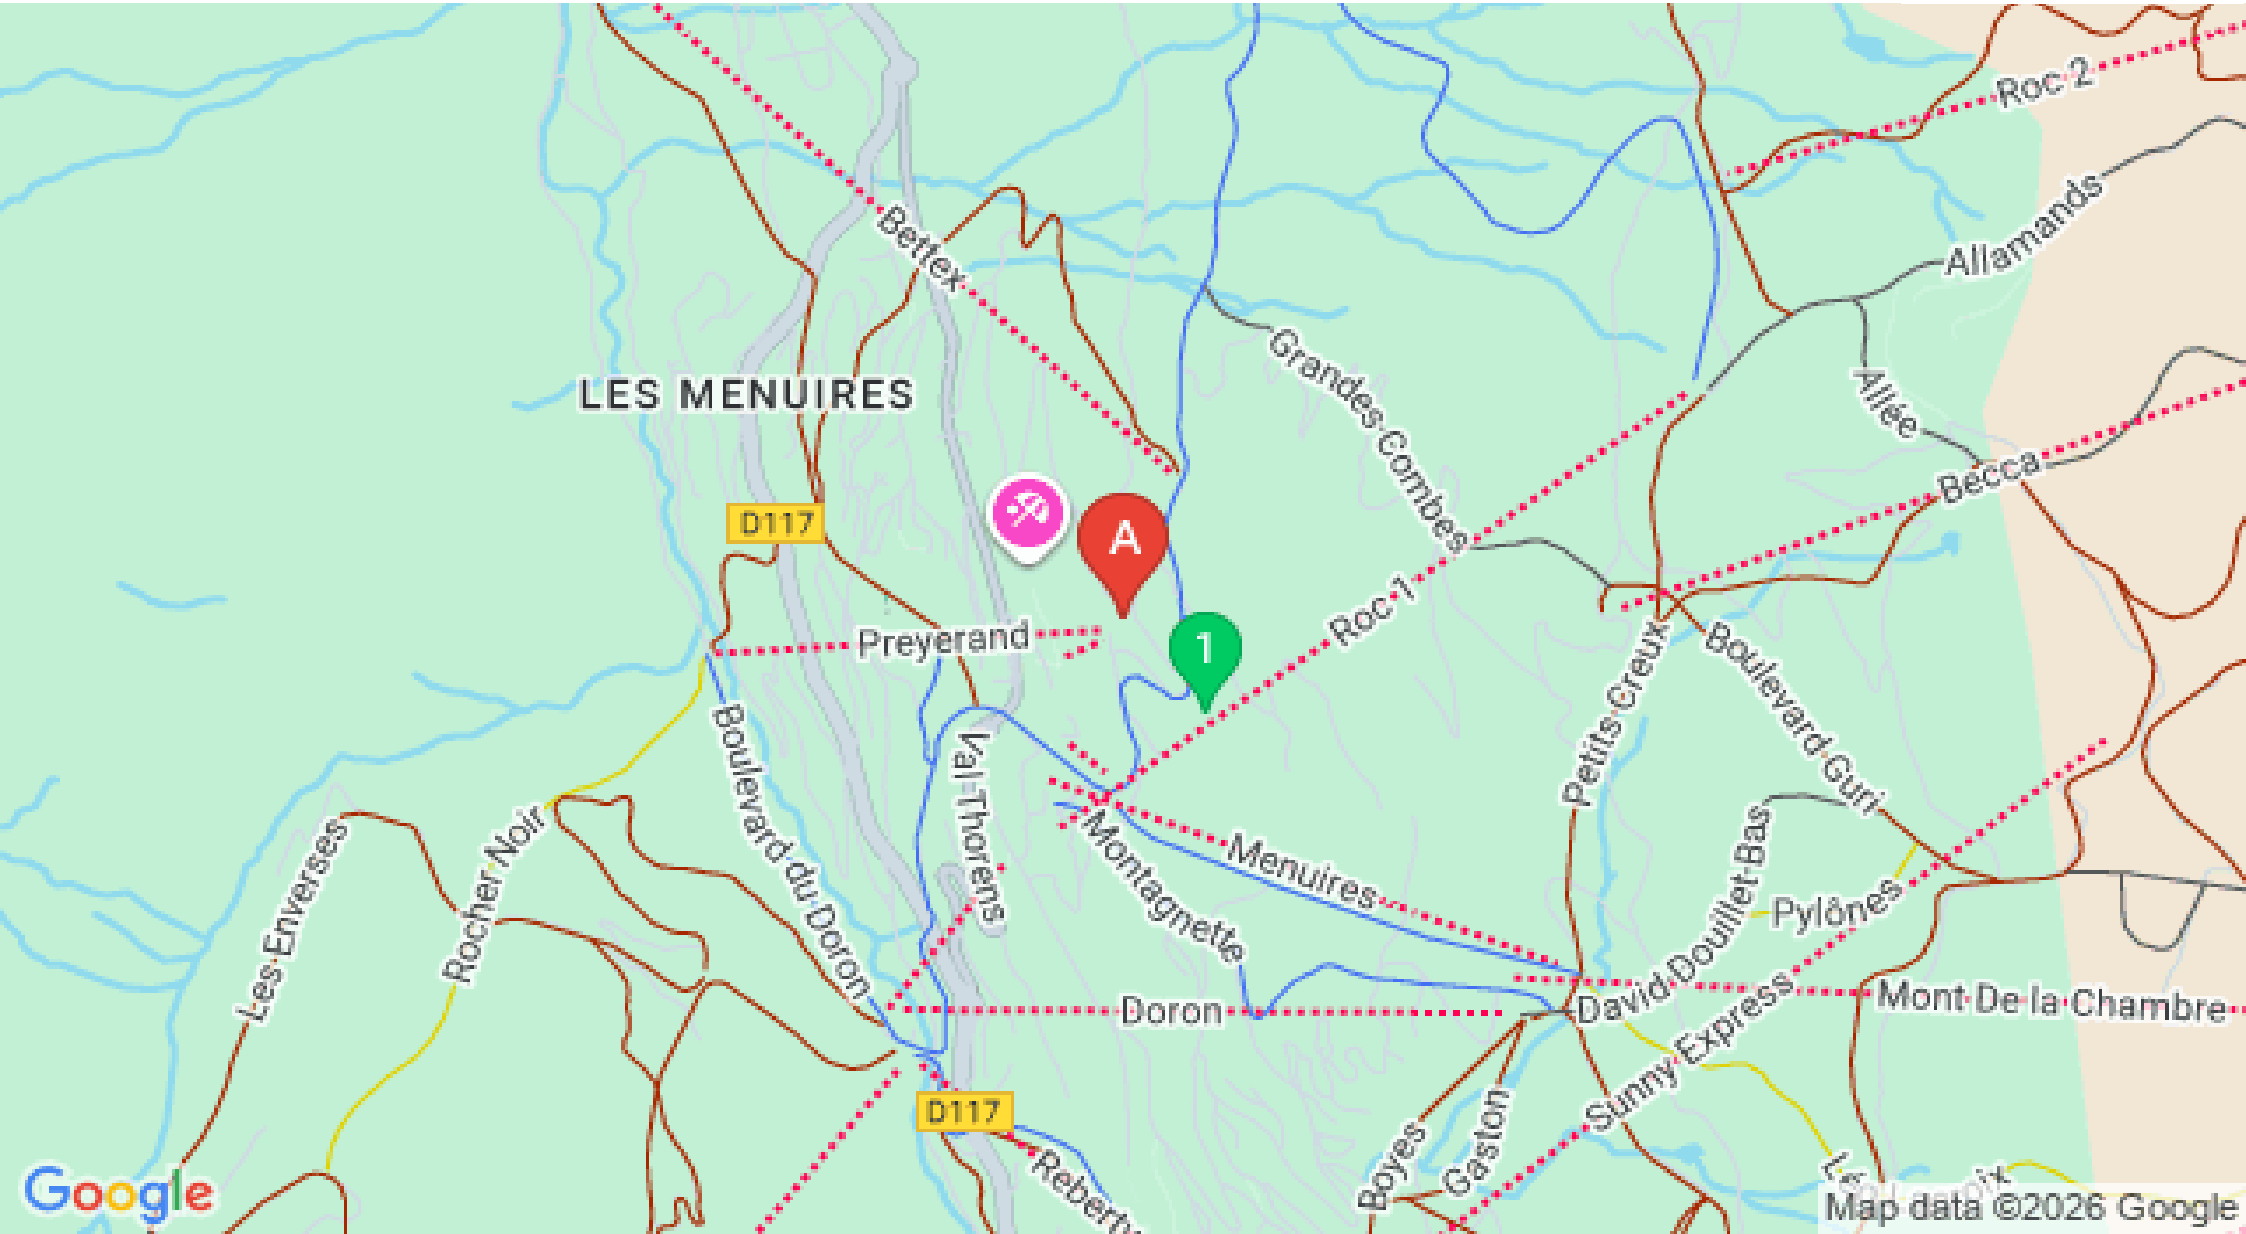 Roc 2
Allamands
Bettex
Grandes Combes
LES MENUIRES
Allée
Becca
D117
A
Roc 1
Preyerand
1
Petits Creux
Boulevard Guri
Boulevard du Doron
Val Thorens
Rocher Noir
Les Enverses
Montagnette
Menuires
David Douillet Bas
Pylônes
Doron
Sunny Express
Mont De la Chambre
D117
Reberty
Boyes
Gaston
Google
Map data ©2026 Google